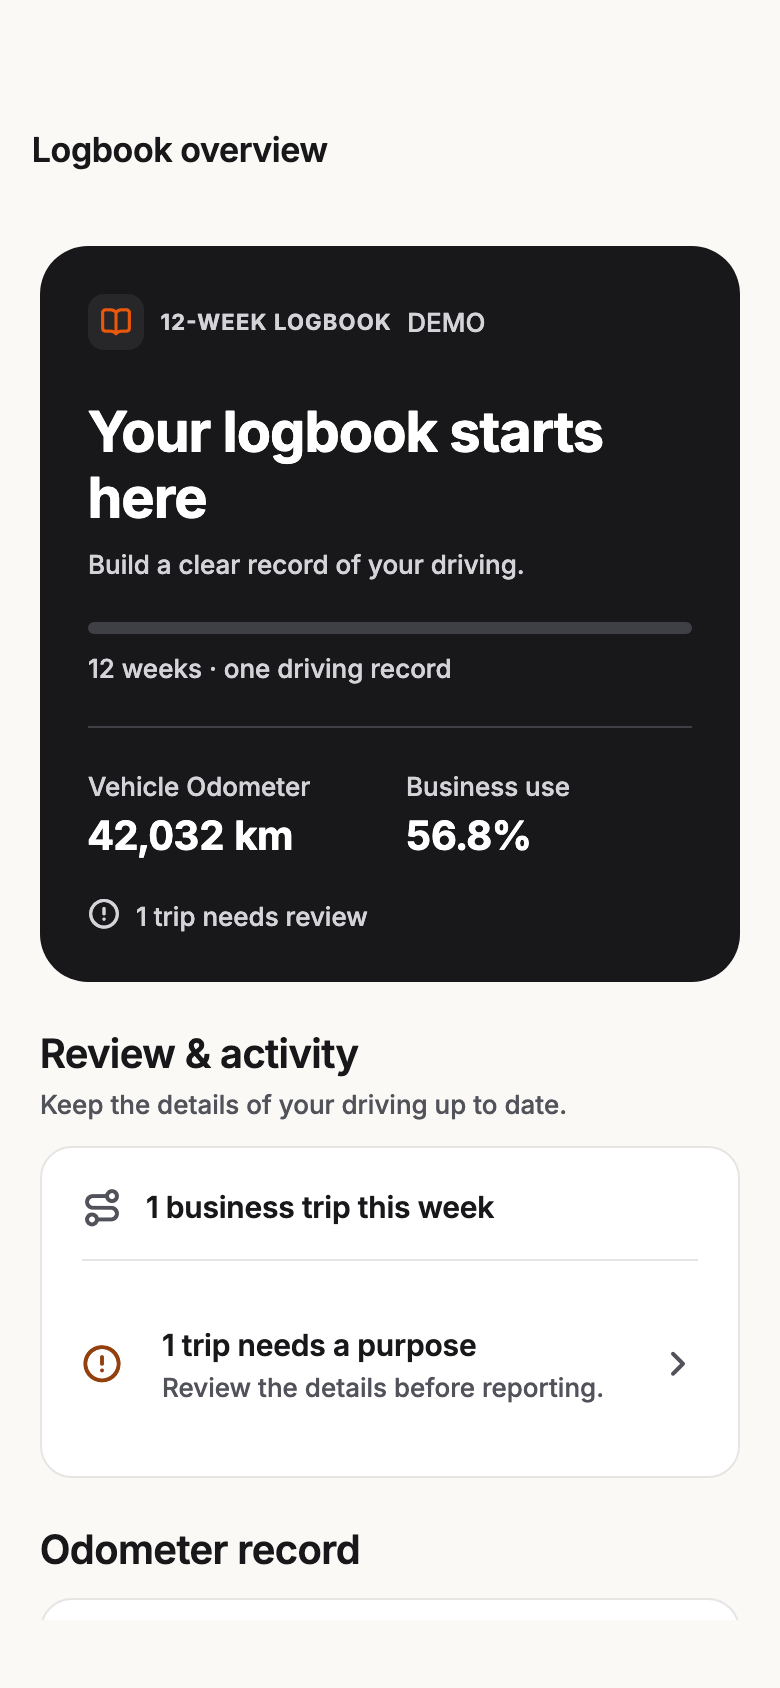 Logbook overview
12-WEEK LOGBOOK DEMO
Your logbook starts
here
Build a clear record of your driving.
12 weeks · one driving record
Vehicle Odometer
42,032 km
Business use
56.8%
1 trip needs review
Review & activity
Keep the details of your driving up to date.
1 business trip this week
1 trip needs a purpose
Review the details before reporting.
Odometer record